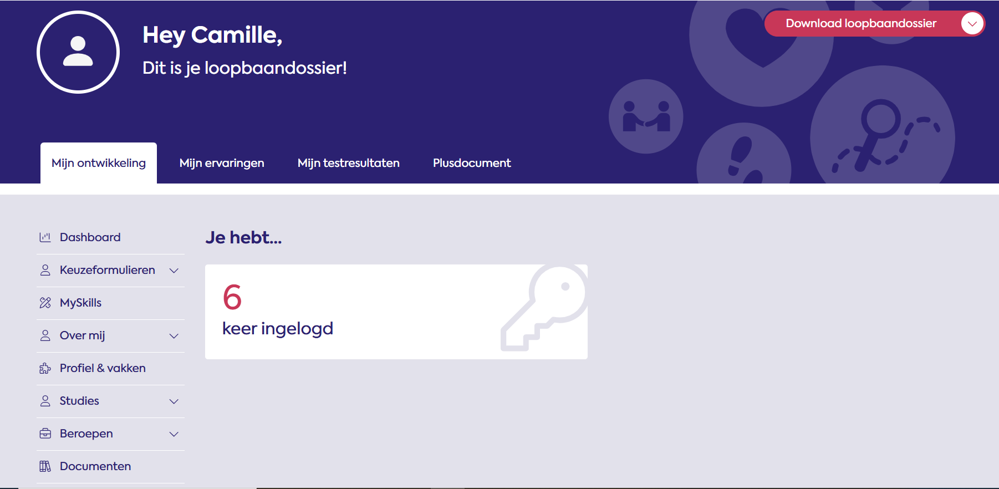 Hey Camille,
Dit is je loopbaandossier!
Download loopbaandossier
Mijn ontwikkeling
Mijn ervaringen
Mijn testresultaten
Plusdocument
Dashboard
Keuzeformulieren
MySkills
Over mij
Profiel & vakken
Studies
Beroepen
Documenten
Je hebt...
6
keer ingelogd